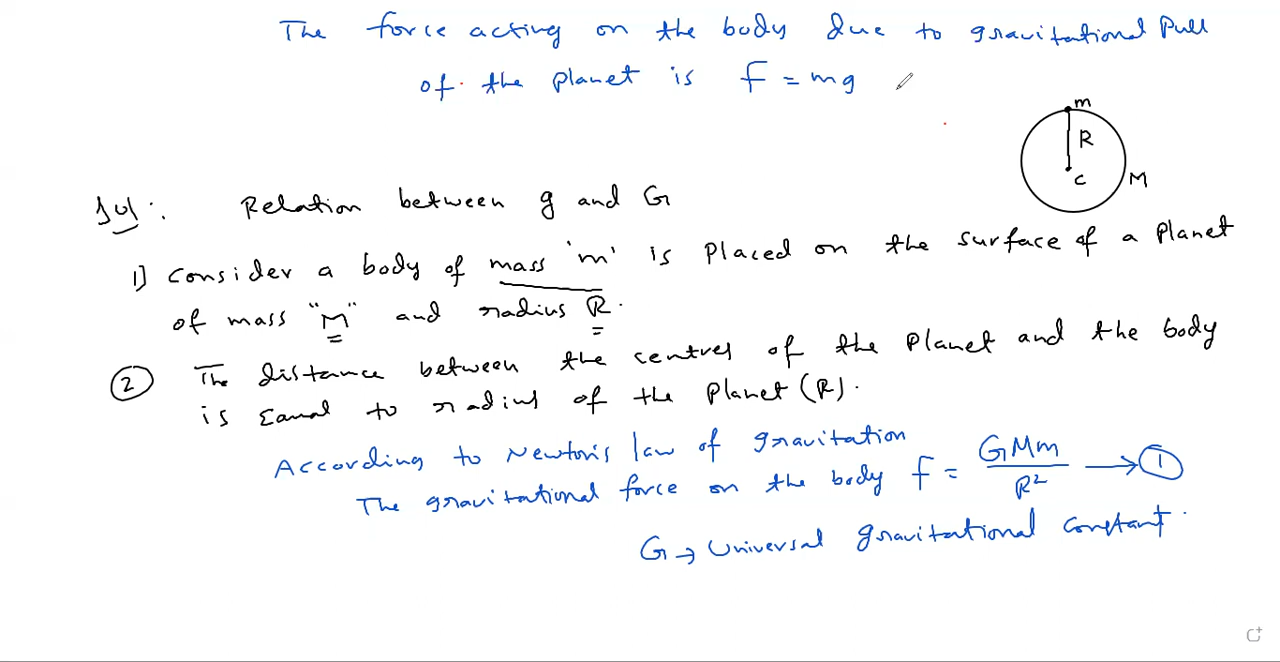 The force acting on the body due to gravitational Pull
of the Planet is F = mg
m
R
C
M
Sol:. Relation between g and G
1) Consider a body of mass 'm' is Placed on the surface of a Planet
of mass "M" and radius R.
② The distance between the centres of the Planet and the body
is Equal to radius of the Planet (R).
According to Newton's law of gravitation
The gravitational force on the body F = GMm/R² → ①
G → Universal gravitational constant.